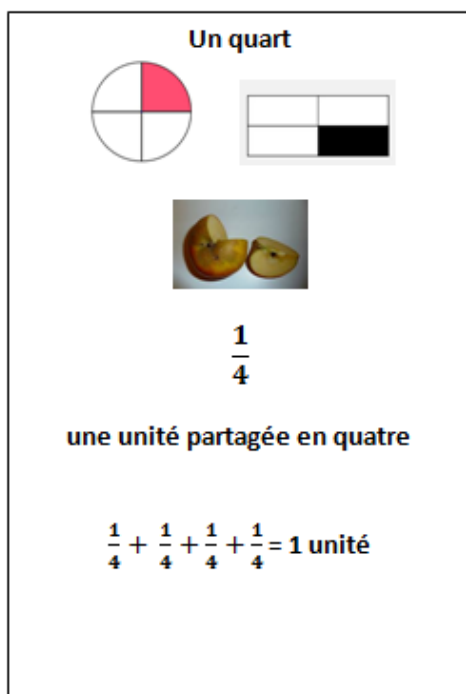 Un quart
1/4
une unité partagée en quatre
1/4 + 1/4 + 1/4 + 1/4 = 1 unité